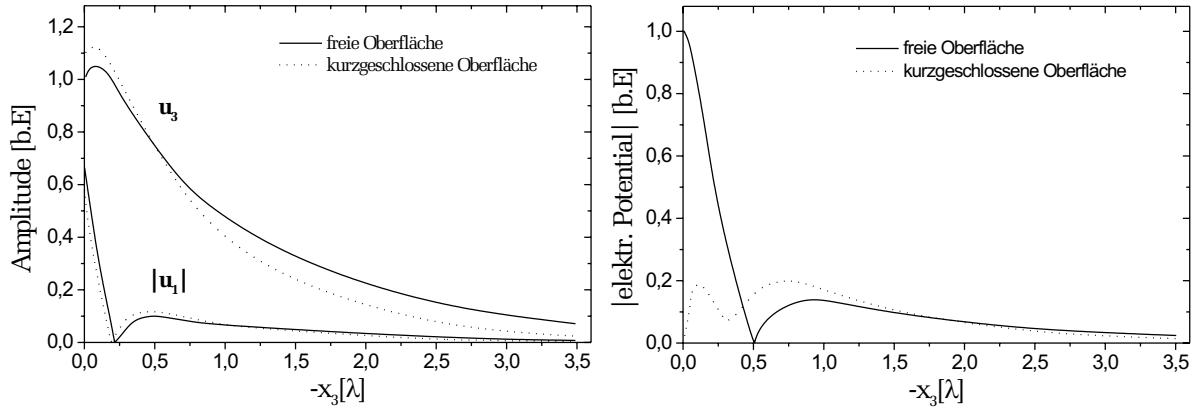 Amplitude [b.E]
1,2
1,0
0,8
0,6
0,4
0,2
0,0
freie Oberfläche
kurzgeschlossene Oberfläche
u3
|u1|
0,0 0,5 1,0 1,5 2,0 2,5 3,0 3,5
-x3[λ]
|elektr. Potential| [b.E]
1,0
0,8
0,6
0,4
0,2
0,0
freie Oberfläche
kurzgeschlossene Oberfläche
0,0 0,5 1,0 1,5 2,0 2,5 3,0 3,5
-x3[λ]